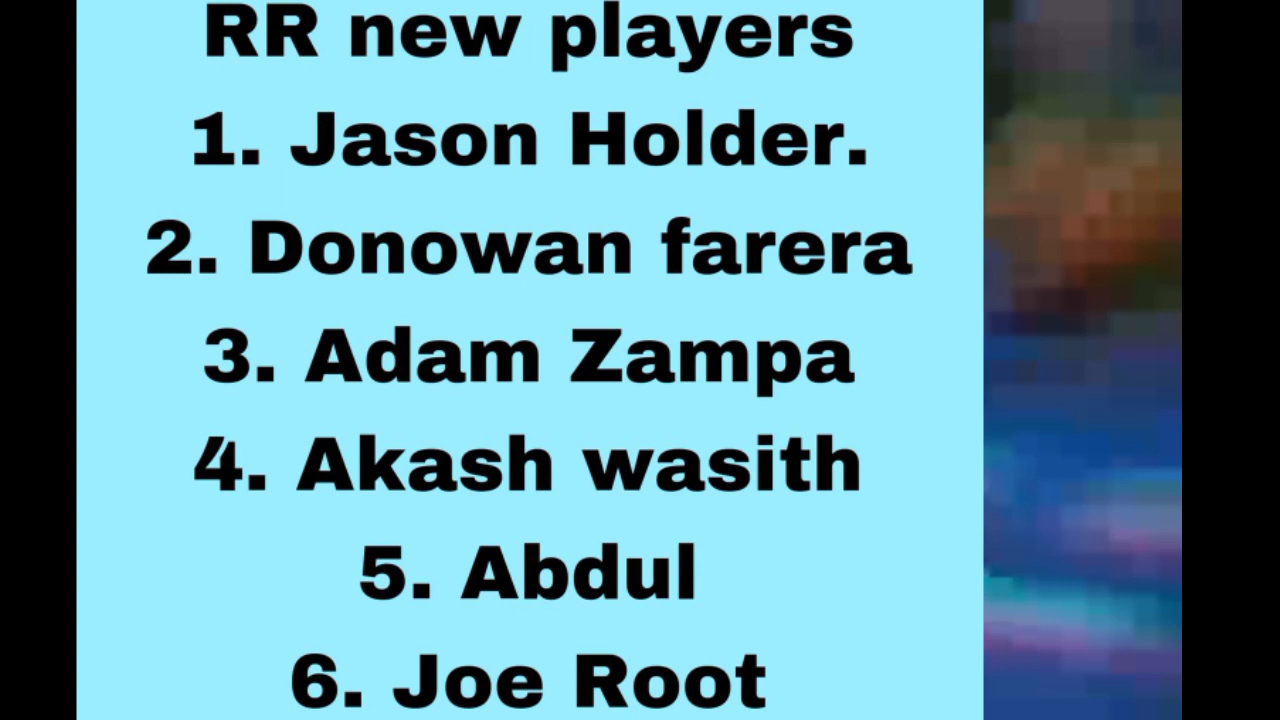 RR new players
1. Jason Holder.
2. Donowan farera
3. Adam Zampa
4. Akash wasith
5. Abdul
6. Joe Root